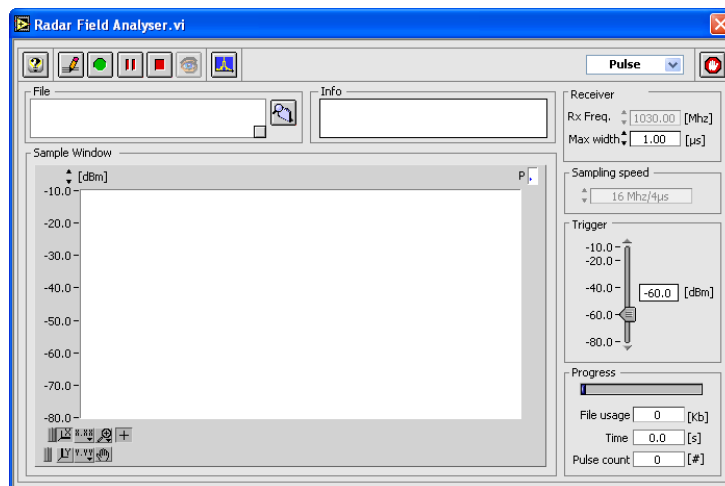 Radar Field Analyser.vi
Pulse
File
Info
Receiver
Rx Freq. 1030.00 [Mhz]
Max width 1.00 [µs]
Sample Window
[dBm]
P
-10.0
-20.0
-30.0
-40.0
-50.0
-60.0
-70.0
-80.0
Sampling speed
16 Mhz/4µs
Trigger
-10.0
-20.0
-40.0
-60.0
-80.0
-60.0 [dBm]
Progress
File usage 0 [Kb]
Time 0.0 [s]
Pulse count 0 [#]
X X.XX
Y Y.YY